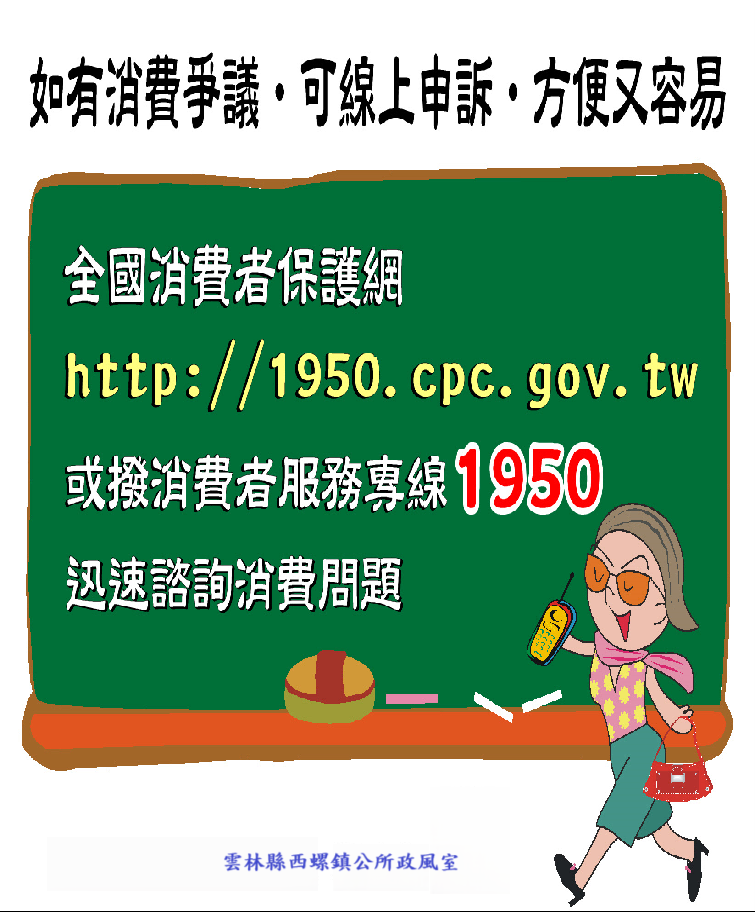 如有消費爭議・可線上申訴・方便又容易
全國消費者保護網
http://1950.cpc.gov.tw
或撥消費者服務專線1950
迅速諮詢消費問題
雲林縣西螺鎮公所政風室